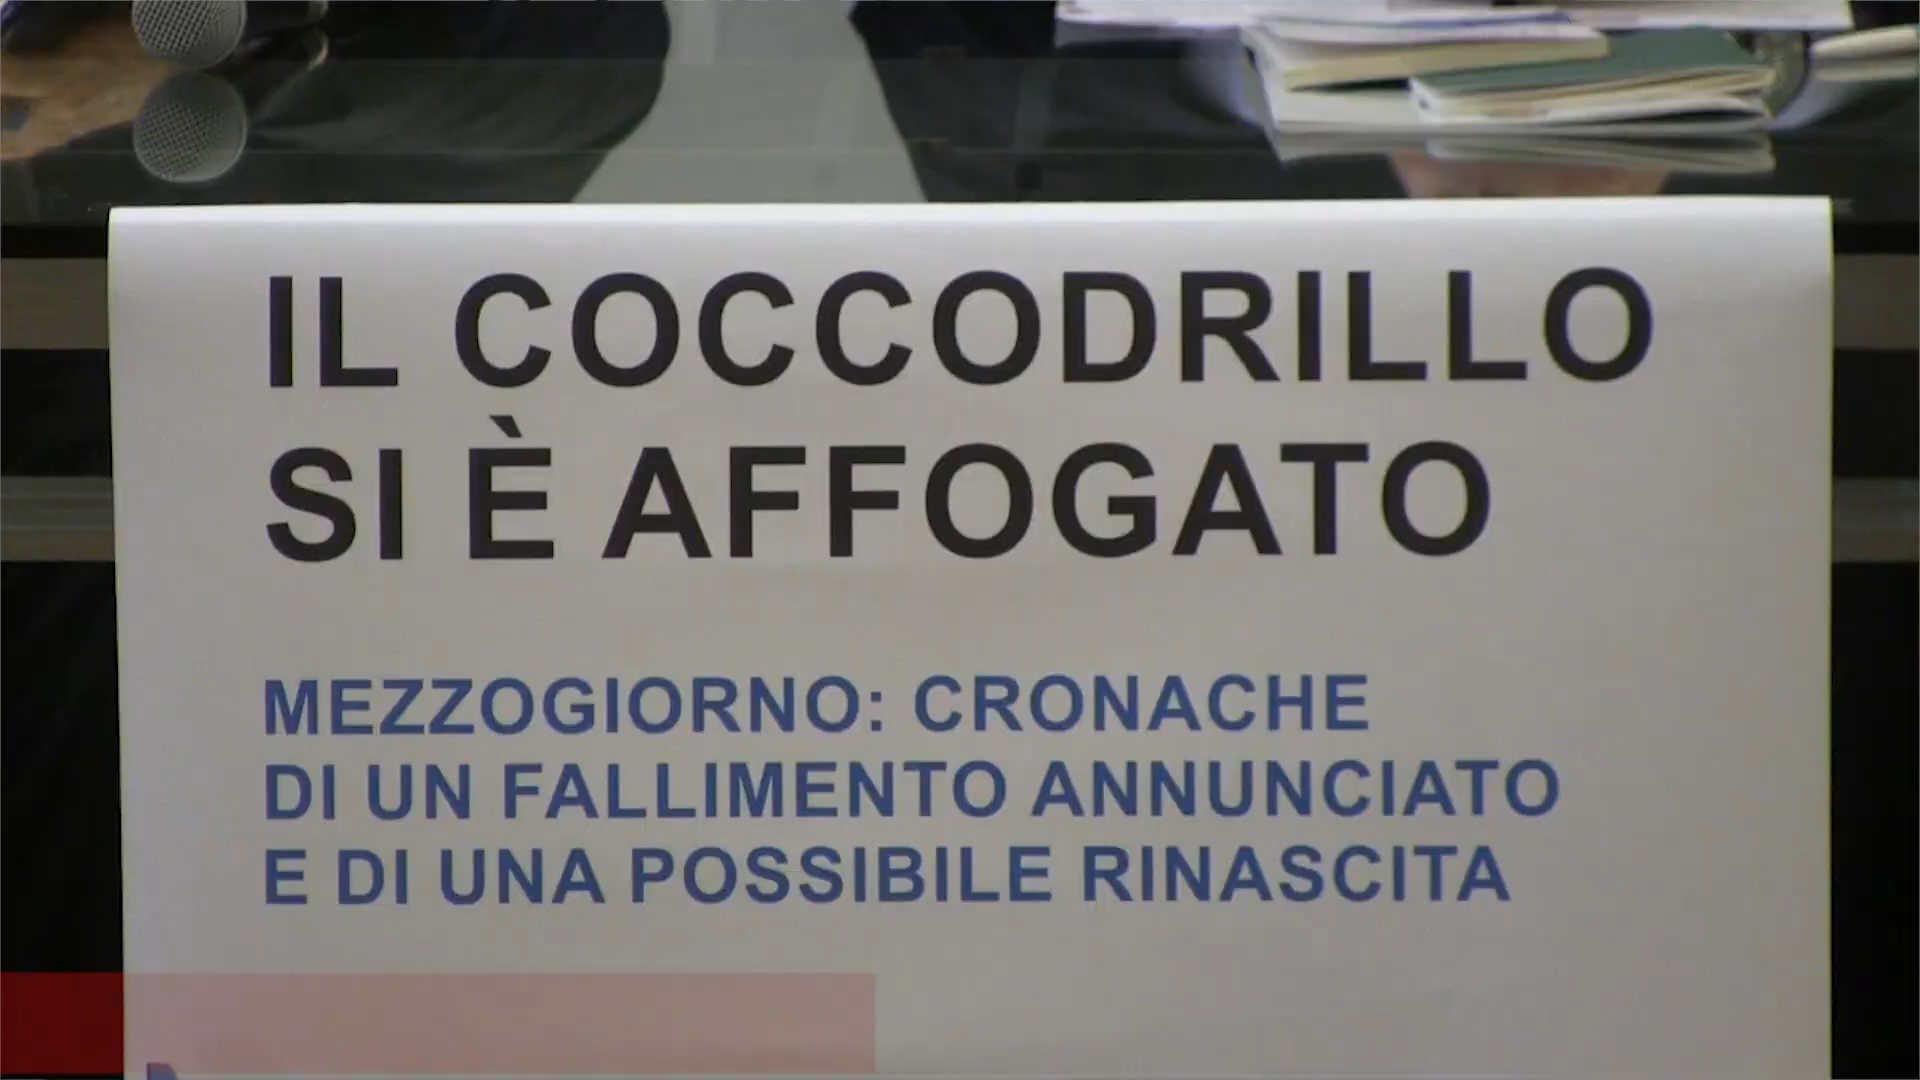 IL COCCODRILLO
SI È AFFOGATO
MEZZOGIORNO: CRONACHE
DI UN FALLIMENTO ANNUNCIATO
E DI UNA POSSIBILE RINASCITA